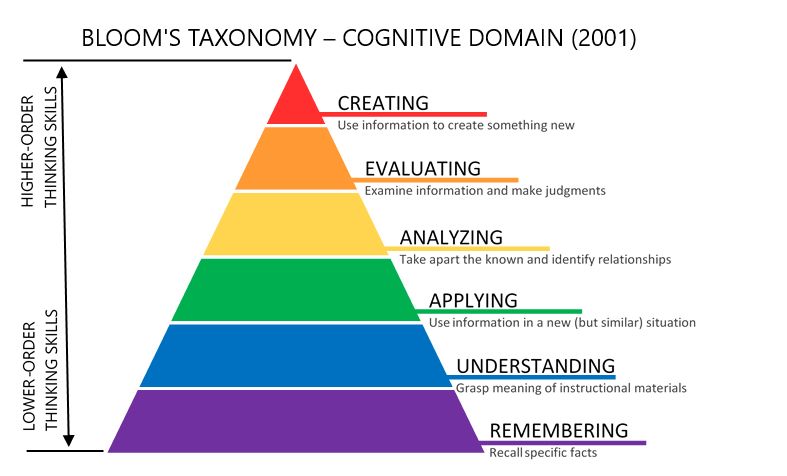 BLOOM'S TAXONOMY – COGNITIVE DOMAIN (2001)
HIGHER-ORDER
THINKING SKILLS
CREATING
Use information to create something new
EVALUATING
Examine information and make judgments
ANALYZING
Take apart the known and identify relationships
APPLYING
Use information in a new (but similar) situation
LOWER-ORDER
THINKING SKILLS
UNDERSTANDING
Grasp meaning of instructional materials
REMEMBERING
Recall specific facts